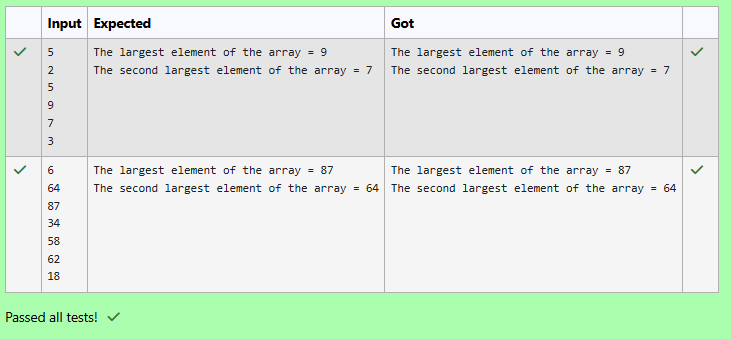 Input Expected Got
5 The largest element of the array = 9 The largest element of the array = 9
2 The second largest element of the array = 7 The second largest element of the array = 7
5
9
7
3
6 The largest element of the array = 87 The largest element of the array = 87
64 The second largest element of the array = 64 The second largest element of the array = 64
87
34
58
62
18
Passed all tests!